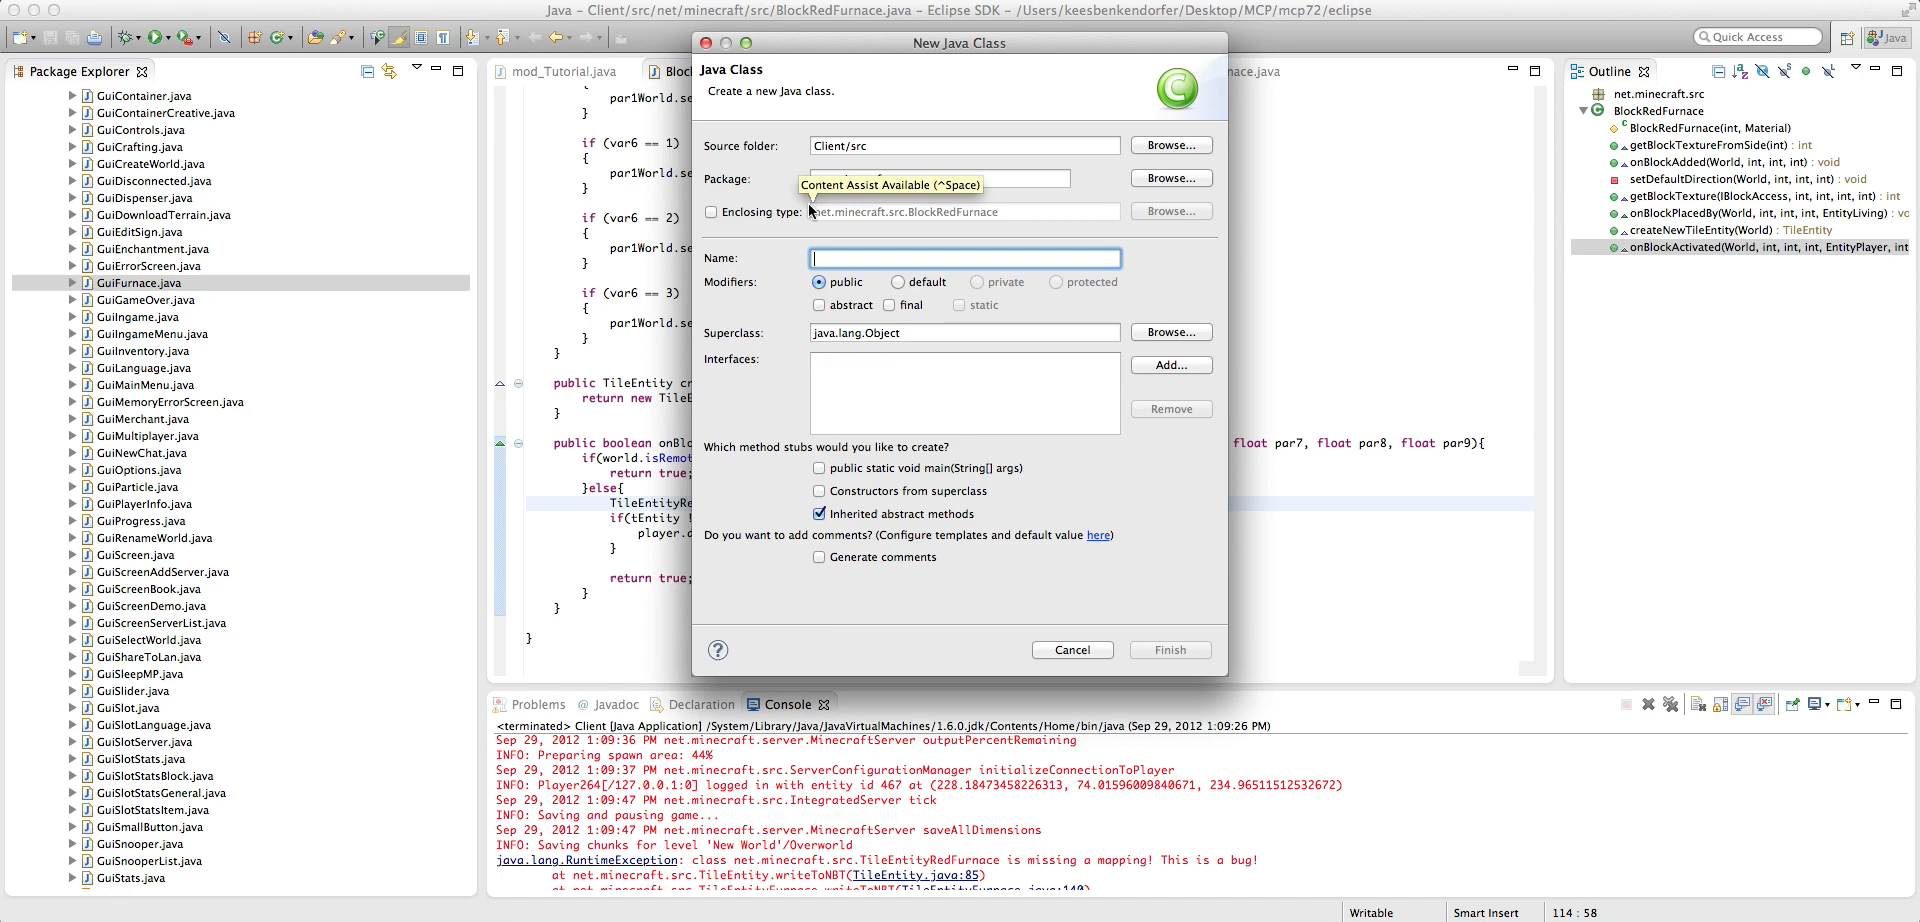 Java – Client/src/net/minecraft/src/BlockRedFurnace.java – Eclipse SDK – /Users/keesbenkendorfer/Desktop/MCP/mcp72/eclipse
Quick Access
Java
Package Explorer
GuiContainer.java
GuiContainerCreative.java
GuiControls.java
GuiCrafting.java
GuiCreateWorld.java
GuiDisconnected.java
GuiDispenser.java
GuiDownloadTerrain.java
GuiEditSign.java
GuiEnchantment.java
GuiErrorScreen.java
GuiFurnace.java
GuiGameOver.java
GuiIngame.java
GuiIngameMenu.java
GuiInventory.java
GuiLanguage.java
GuiMainMenu.java
GuiMemoryErrorScreen.java
GuiMerchant.java
GuiMultiplayer.java
GuiNewChat.java
GuiOptions.java
GuiParticle.java
GuiPlayerInfo.java
GuiProgress.java
GuiRenameWorld.java
GuiScreen.java
GuiScreenAddServer.java
GuiScreenBook.java
GuiScreenDemo.java
GuiScreenServerList.java
GuiSelectWorld.java
GuiShareToLan.java
GuiSleepMP.java
GuiSlider.java
GuiSlot.java
GuiSlotLanguage.java
GuiSlotServer.java
GuiSlotStats.java
GuiSlotStatsBlock.java
GuiSlotStatsGeneral.java
GuiSlotStatsItem.java
GuiSmallButton.java
GuiSnooper.java
GuiSnooperList.java
GuiStats.java
mod_Tutorial.java
Bloc
nace.java
par1World.se
}
if (var6 == 1)
{
par1World.se
}
if (var6 == 2)
{
par1World.se
}
if (var6 == 3)
{
par1World.se
}
}
public TileEntity cr
return new TileE
}
public boolean onBlo
float par7, float par8, float par9){
if(world.isRemot
return true;
}else{
TileEntityRe
if(tEntity !
player.o
}
return true;
}
}
}
New Java Class
Java Class
Create a new Java class.
Source folder:
Client/src
Browse...
Package:
Browse...
Content Assist Available (^Space)
Enclosing type:
net.minecraft.src.BlockRedFurnace
Browse...
Name:
Modifiers:
public
default
private
protected
abstract
final
static
Superclass:
java.lang.Object
Browse...
Interfaces:
Add...
Remove
Which method stubs would you like to create?
public static void main(String[] args)
Constructors from superclass
Inherited abstract methods
Do you want to add comments? (Configure templates and default value here)
Generate comments
Cancel
Finish
Outline
net.minecraft.src
BlockRedFurnace
BlockRedFurnace(int, Material)
getBlockTextureFromSide(int) : int
onBlockAdded(World, int, int, int) : void
setDefaultDirection(World, int, int, int) : void
getBlockTexture(IBlockAccess, int, int, int, int) : int
onBlockPlacedBy(World, int, int, int, EntityLiving) : vo
createNewTileEntity(World) : TileEntity
onBlockActivated(World, int, int, int, EntityPlayer, int
Problems
Javadoc
Declaration
Console
<terminated> Client [Java Application] /System/Library/Java/JavaVirtualMachines/1.6.0.jdk/Contents/Home/bin/java (Sep 29, 2012 1:09:26 PM)
Sep 29, 2012 1:09:36 PM net.minecraft.server.MinecraftServer outputPercentRemaining
INFO: Preparing spawn area: 44%
Sep 29, 2012 1:09:37 PM net.minecraft.src.ServerConfigurationManager initializeConnectionToPlayer
INFO: Player264[/127.0.0.1:0] logged in with entity id 467 at (228.18473458226313, 74.01596009840671, 234.96511512532672)
Sep 29, 2012 1:09:47 PM net.minecraft.src.IntegratedServer tick
INFO: Saving and pausing game...
Sep 29, 2012 1:09:47 PM net.minecraft.server.MinecraftServer saveAllDimensions
INFO: Saving chunks for level 'New World'/Overworld
java.lang.RuntimeException: class net.minecraft.src.TileEntityRedFurnace is missing a mapping! This is a bug!
at net.minecraft.src.TileEntity.writeToNBT(TileEntity.java:85)
at net.minecraft.src.TileEntityFurnace.writeToNBT(TileEntityFurnace.java:140)
Writable
Smart Insert
114 : 58